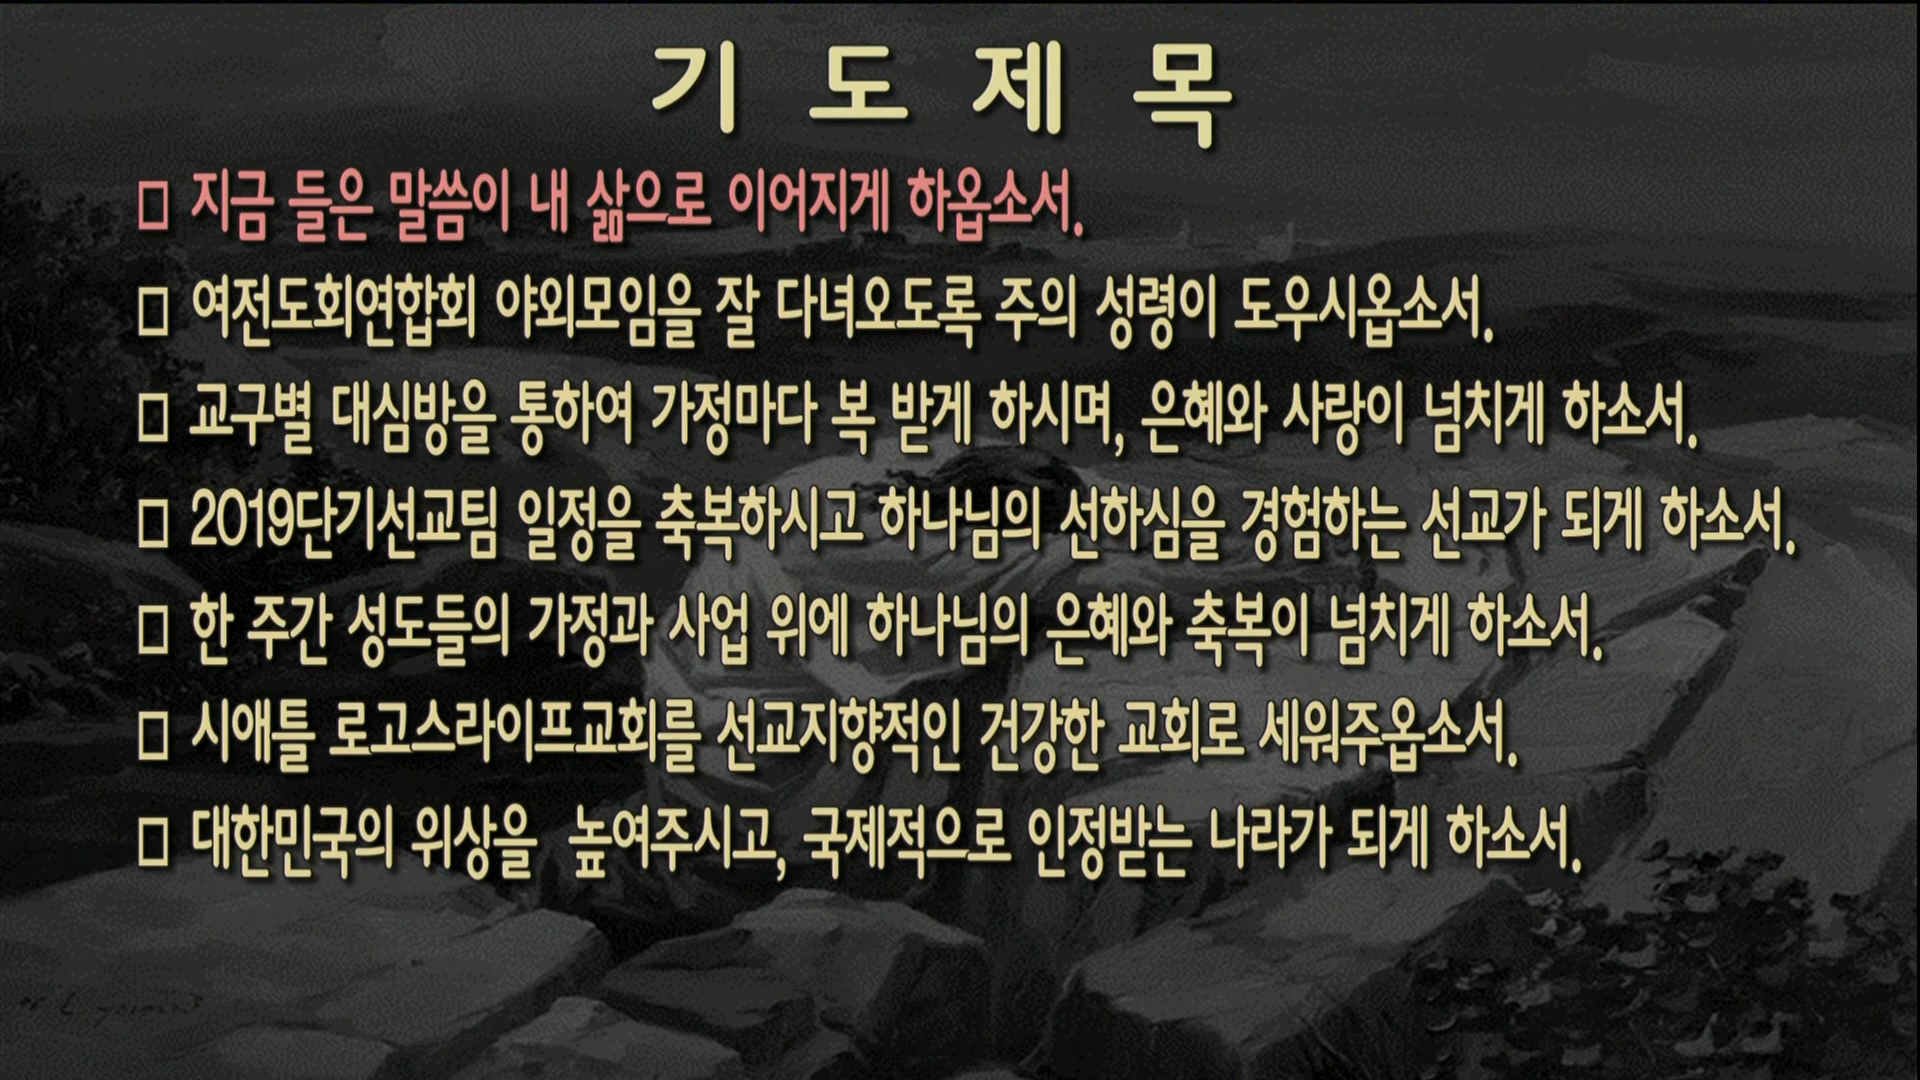 기 도 제 목
□ 지금 들은 말씀이 내 삶으로 이어지게 하옵소서.
□ 여전도회연합회 야외모임을 잘 다녀오도록 주의 성령이 도우시옵소서.
□ 교구별 대심방을 통하여 가정마다 복 받게 하시며, 은혜와 사랑이 넘치게 하소서.
□ 2019단기선교팀 일정을 축복하시고 하나님의 선하심을 경험하는 선교가 되게 하소서.
□ 한 주간 성도들의 가정과 사업 위에 하나님의 은혜와 축복이 넘치게 하소서.
□ 시애틀 로고스라이프교회를 선교지향적인 건강한 교회로 세워주옵소서.
□ 대한민국의 위상을 높여주시고, 국제적으로 인정받는 나라가 되게 하소서.